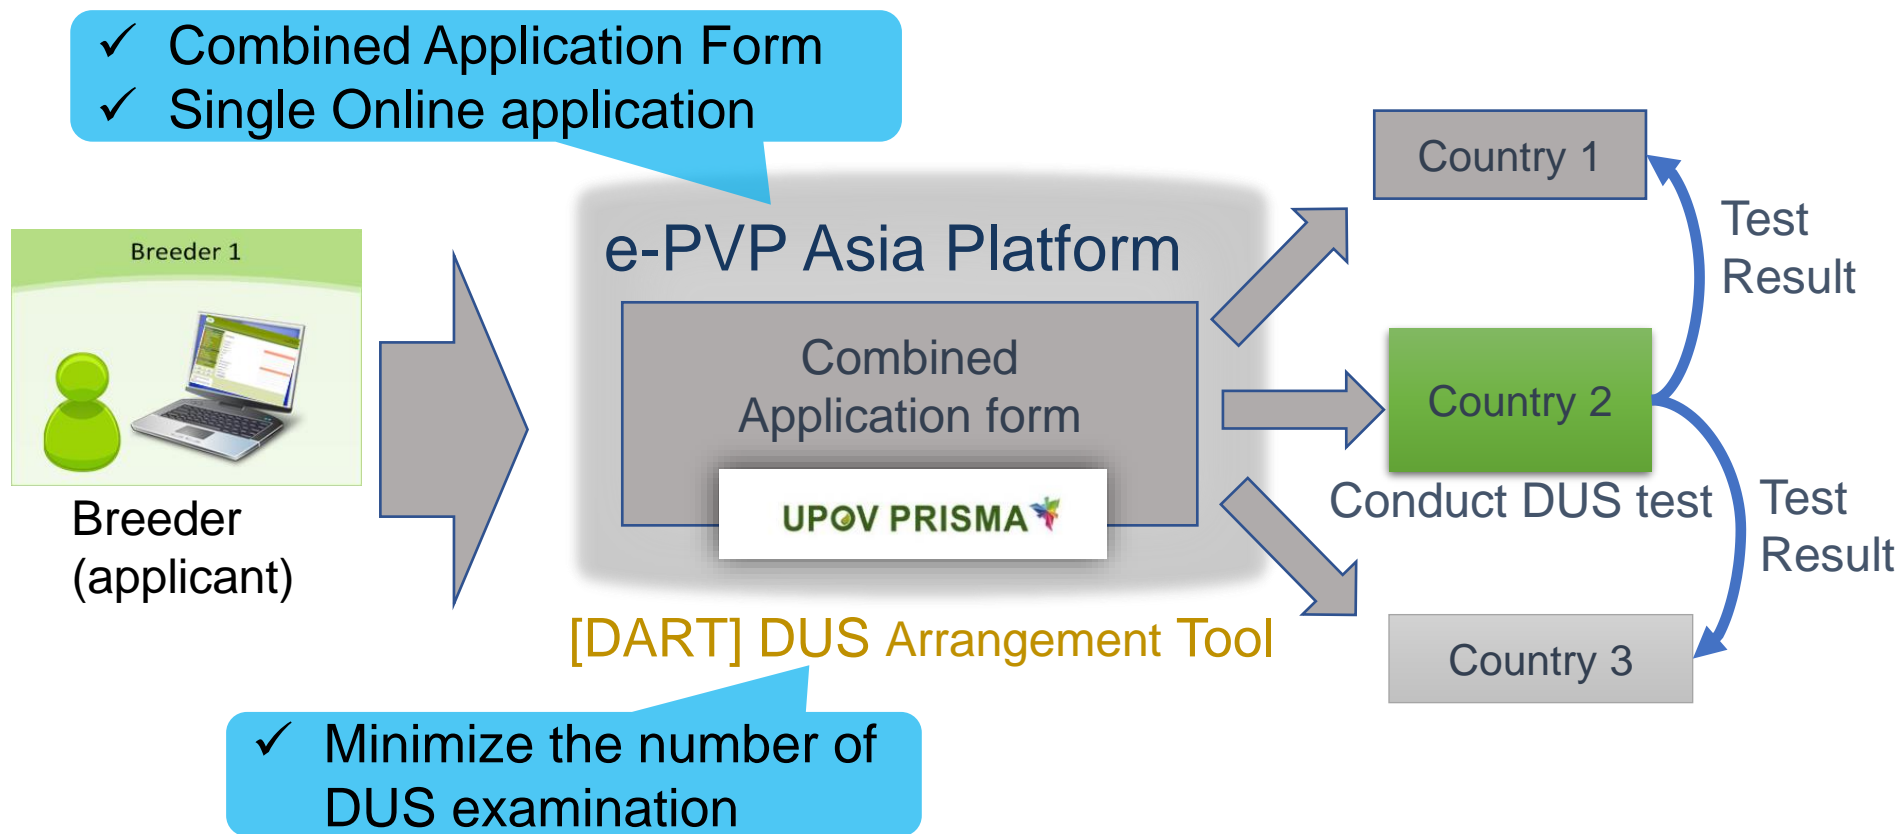 ✓ Combined Application Form
✓ Single Online application
Breeder 1
Breeder
(applicant)
e-PVP Asia Platform
Combined
Application form
UPOV PRISMA
[DART] DUS Arrangement Tool
✓ Minimize the number of
DUS examination
Country 1
Test
Result
Country 2
Conduct DUS test
Test
Result
Country 3